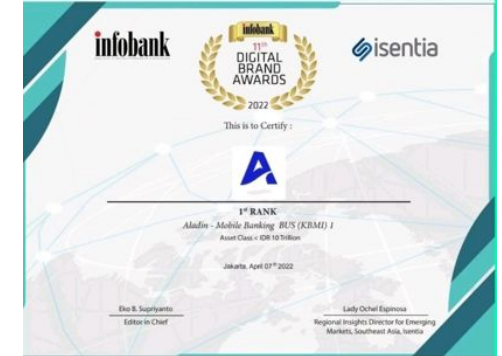 infobank
isentia
infobank
11th
DIGITAL
BRAND
AWARDS
2022
This is to Certify :
1st RANK
Aladin - Mobile Banking BUS (KBMI) 1
Asset Class < IDR 10 Trillion
Jakarta, April 07th 2022
Eko B. Supriyanto
Editor in Chief
Lady Ochel Espinosa
Regional Insights Director for Emerging
Markets, Southeast Asia, Isentia